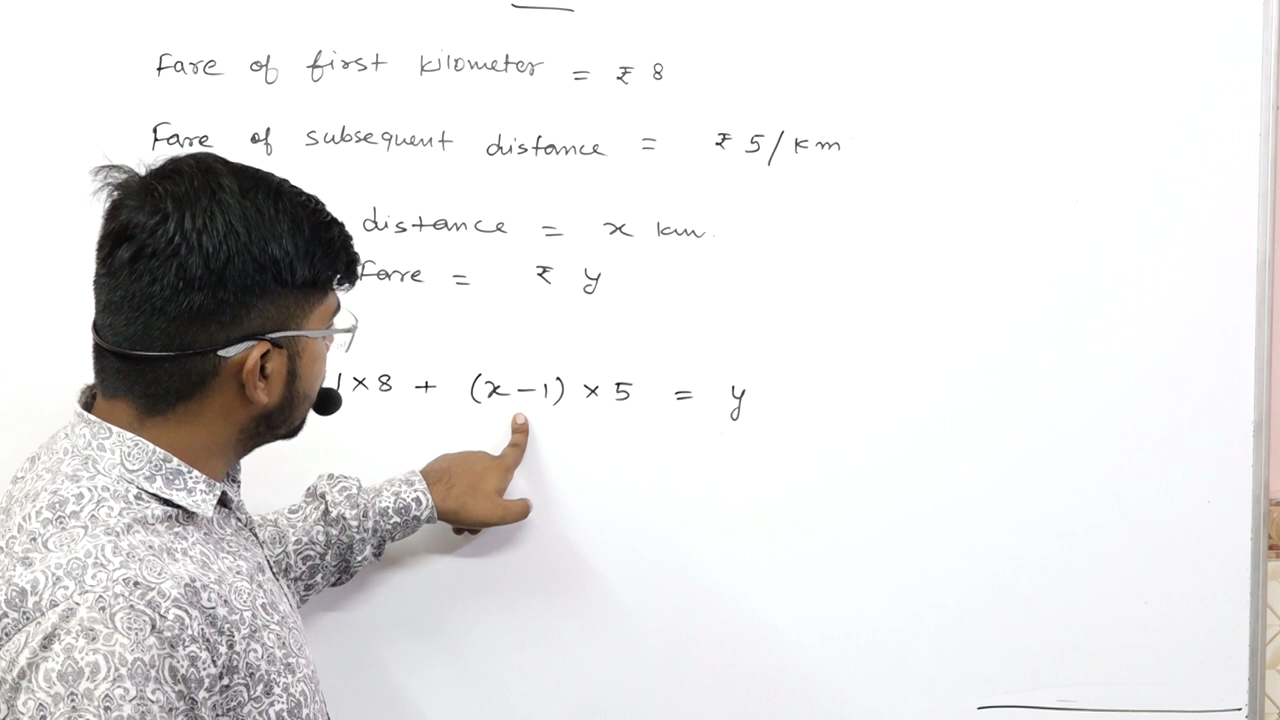 Fare of first kilometer = ₹ 8
Fare of subsequent distance = ₹ 5/km
distance = x km.
Fare = ₹ y
1 × 8 + (x - 1) × 5 = y